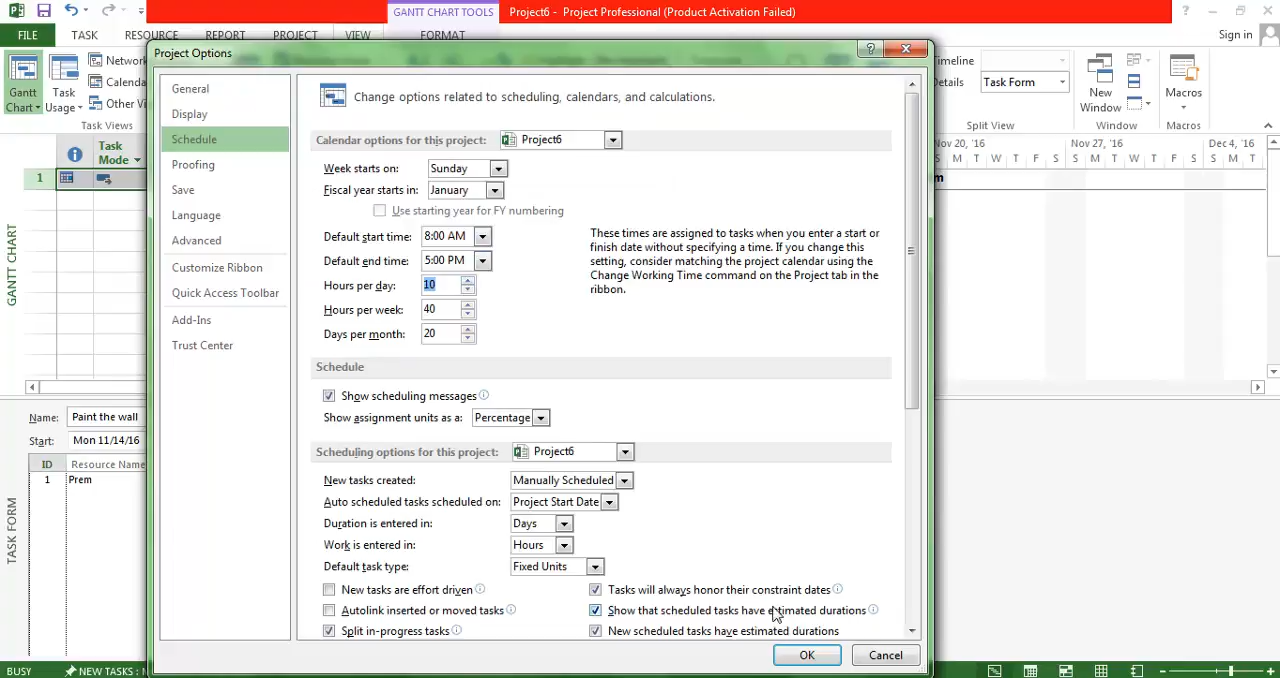 GANTT CHART TOOLS
Project6 - Project Professional (Product Activation Failed)
FILE TASK RESOURCE REPORT PROJECT VIEW FORMAT
Sign in
Gantt Chart
Task Usage
Network
Calenda
Other Vi
Task Views
Timeline
Details
Task Form
Split View
New Window
Window
Macros
Macros
Project Options
General
Display
Schedule
Proofing
Save
Language
Advanced
Customize Ribbon
Quick Access Toolbar
Add-Ins
Trust Center
Change options related to scheduling, calendars, and calculations.
Calendar options for this project: Project6
Week starts on: Sunday
Fiscal year starts in: January
Use starting year for FY numbering
Default start time: 8:00 AM
Default end time: 5:00 PM
Hours per day: 10
Hours per week: 40
Days per month: 20
These times are assigned to tasks when you enter a start or
finish date without specifying a time. If you change this
setting, consider matching the project calendar using the
Change Working Time command on the Project tab in the
ribbon.
Schedule
Show scheduling messages
Show assignment units as a: Percentage
Scheduling options for this project: Project6
New tasks created: Manually Scheduled
Auto scheduled tasks scheduled on: Project Start Date
Duration is entered in: Days
Work is entered in: Hours
Default task type: Fixed Units
New tasks are effort driven
Tasks will always honor their constraint dates
Autolink inserted or moved tasks
Show that scheduled tasks have estimated durations
Split in-progress tasks
New scheduled tasks have estimated durations
OK Cancel
Task Mode
1
GANTT CHART
Nov 20, '16 Nov 27, '16 Dec 4, '16
S M T W T F S S M T W T F S S M T
m
Name: Paint the wall
Start: Mon 11/14/16
ID Resource Name
1 Prem
TASK FORM
BUSY NEW TASKS :